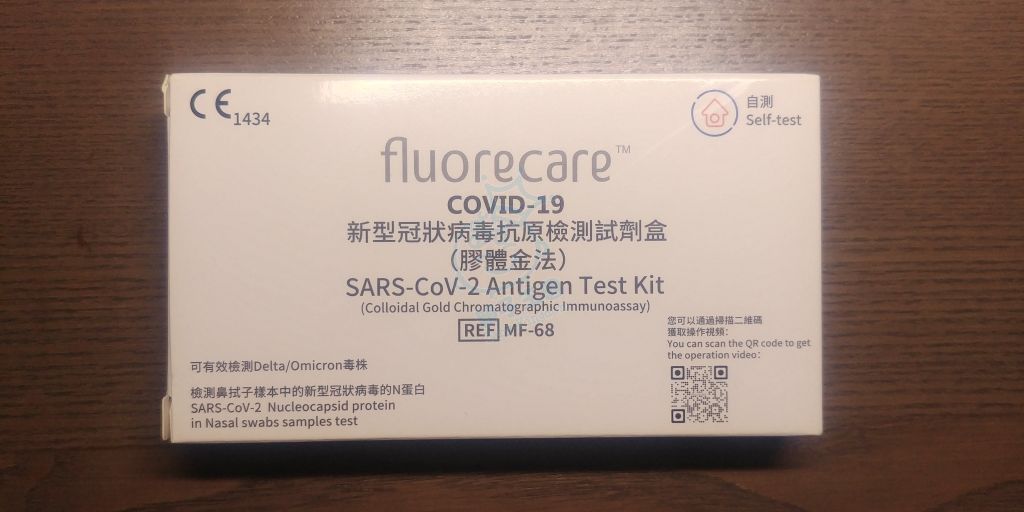 CE 1434
自測
Self-test
fluorecare™
COVID-19
新型冠狀病毒抗原檢測試劑盒
（膠體金法）
SARS-CoV-2 Antigen Test Kit
(Colloidal Gold Chromatographic Immunoassay)
REF MF-68
可有效檢測Delta/Omicron毒株
檢測鼻拭子樣本中的新型冠狀病毒的N蛋白
SARS-CoV-2 Nucleocapsid protein
in Nasal swabs samples test
您可以通過掃描二維碼
獲取操作視頻：
You can scan the QR code to get
the operation video: